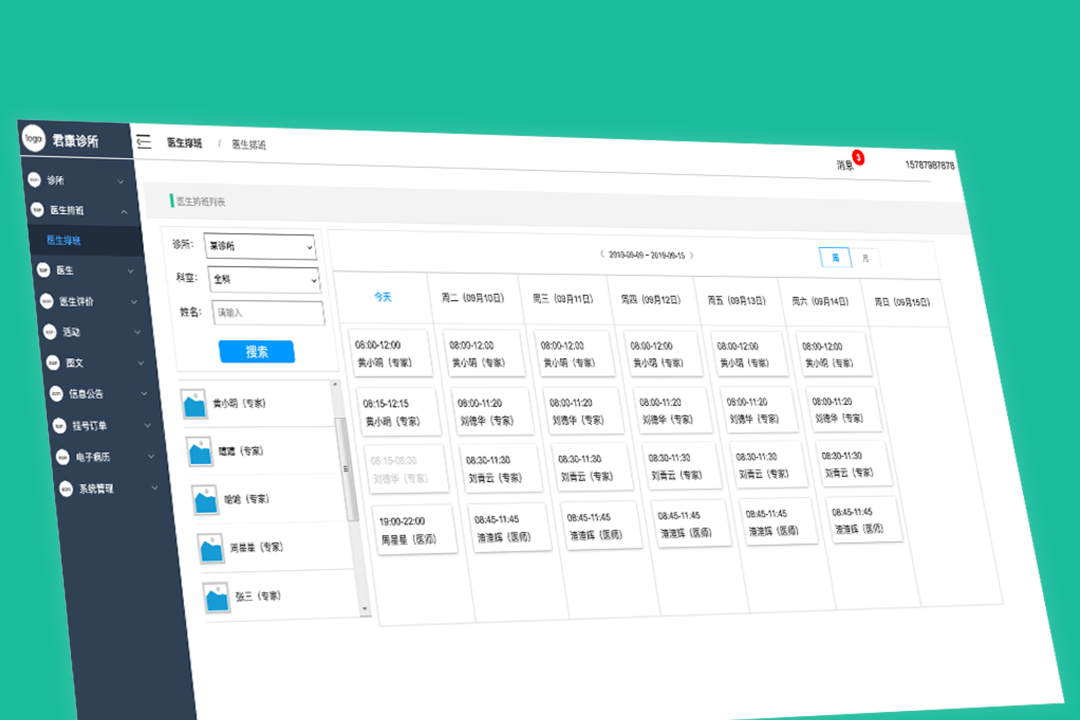 logo 君康诊所
医生排班 / 医生排班
消息 3 15787987878
诊所
医生排班
医生排班
医生
医生评价
活动
图文
信息公告
挂号订单
电子病历
系统管理
医生排班列表
诊所: 某诊所
科室: 全科
姓名: 请输入
搜索
黄小明（专家）
嘻嘻（专家）
哈哈（专家）
周星星（专家）
张三（专家）
2019-09-09 ~ 2019-09-15
周 月
今天 周二（09月10日） 周三（09月11日） 周四（09月12日） 周五（09月13日） 周六（09月14日） 周日（09月15日）
08:00-12:00 08:00-12:00 08:00-12:00 08:00-12:00 08:00-12:00 08:00-12:00
黄小明（专家） 黄小明（专家） 黄小明（专家） 黄小明（专家） 黄小明（专家） 黄小明（专家）
08:15-12:15 08:00-11:20 08:00-11:20 08:00-11:20 08:00-11:20 08:00-11:20
黄小明（专家） 刘德华（专家） 刘德华（专家） 刘德华（专家） 刘德华（专家） 刘德华（专家）
08:15-08:30 08:30-11:30 08:30-11:30 08:30-11:30 08:30-11:30 08:30-11:30
刘德华（专家） 刘青云（专家） 刘青云（专家） 刘青云（专家） 刘青云（专家） 刘青云（专家）
19:00-22:00 08:45-11:45 08:45-11:45 08:45-11:45 08:45-11:45 08:45-11:45
周星星（医师） 渣渣辉（医师） 渣渣辉（医师） 渣渣辉（医师） 渣渣辉（医师） 渣渣辉（医师）